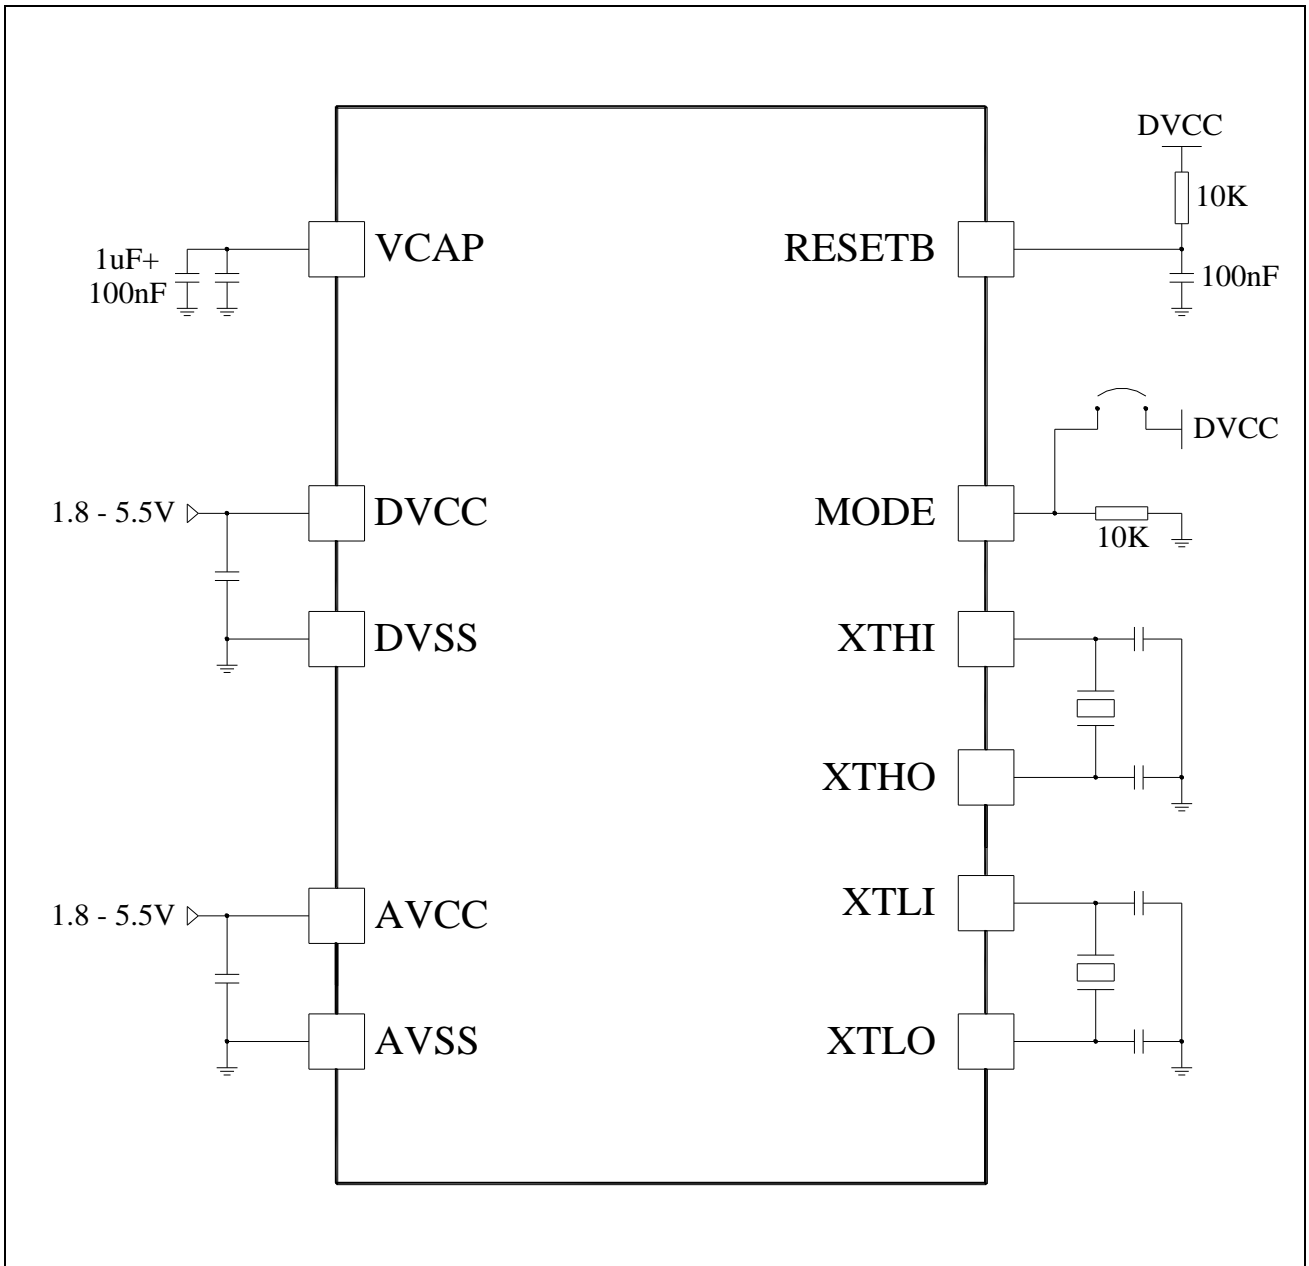 VCAP
1uF+
100nF
1.8 - 5.5V
DVCC
DVSS
1.8 - 5.5V
AVCC
AVSS
DVCC
10K
RESETB
100nF
DVCC
MODE
10K
XTHI
XTHO
XTLI
XTLO